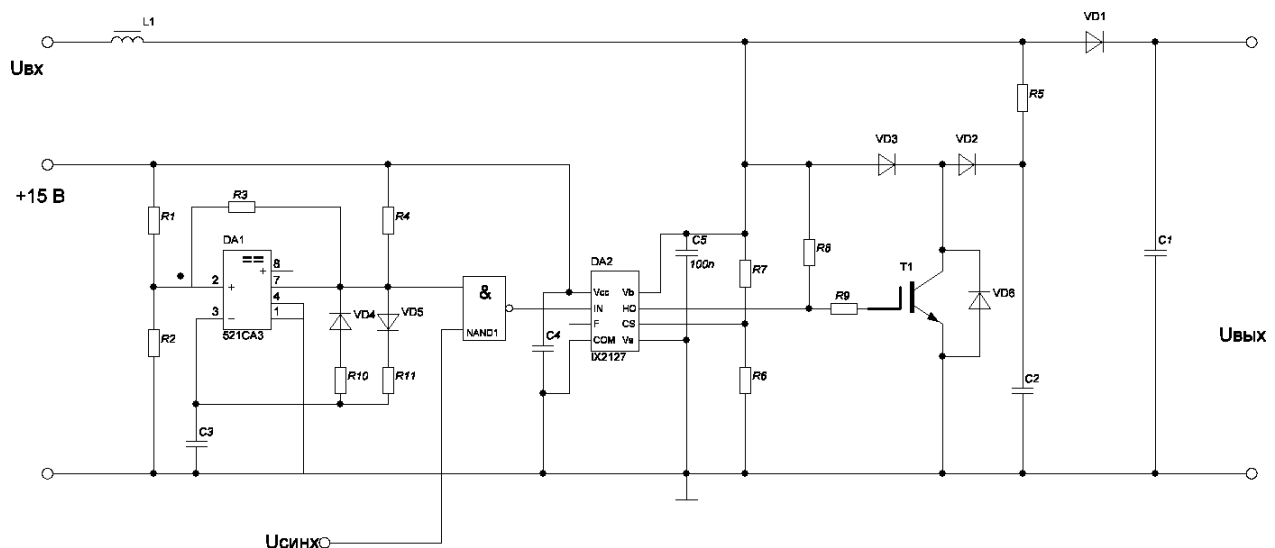 L1
VD1
Uвх
R5
VD3
VD2
+15 В
R1
R3
R4
DA1
==
+
8
2
+
7
4
3
–
1
521CA3
R2
VD4
VD5
R10
R11
C3
&
NAND1
C4
DA2
Vcc
Vb
IN
HO
F
CS
COM
Vs
IX2127
C5
100n
R7
R8
R9
R6
T1
VD6
C2
C1
Uвых
Uсинх